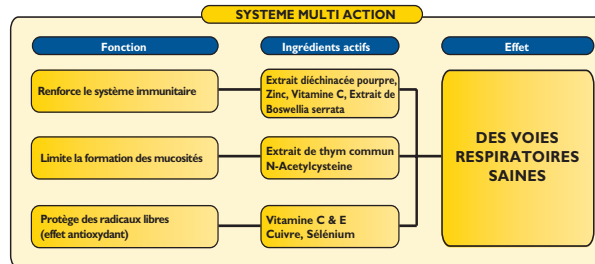 SYSTEME MULTI ACTION
Fonction
Ingrédients actifs
Effet
Renforce le système immunitaire
Extrait diéchinacée pourpre,
Zinc, Vitamine C, Extrait de
Boswellia serrata
Limite la formation des mucosités
Extrait de thym commun
N-Acetylcysteine
Protège des radicaux libres
(effet antioxydant)
Vitamine C & E
Cuivre, Sélénium
DES VOIES
RESPIRATOIRES
SAINES